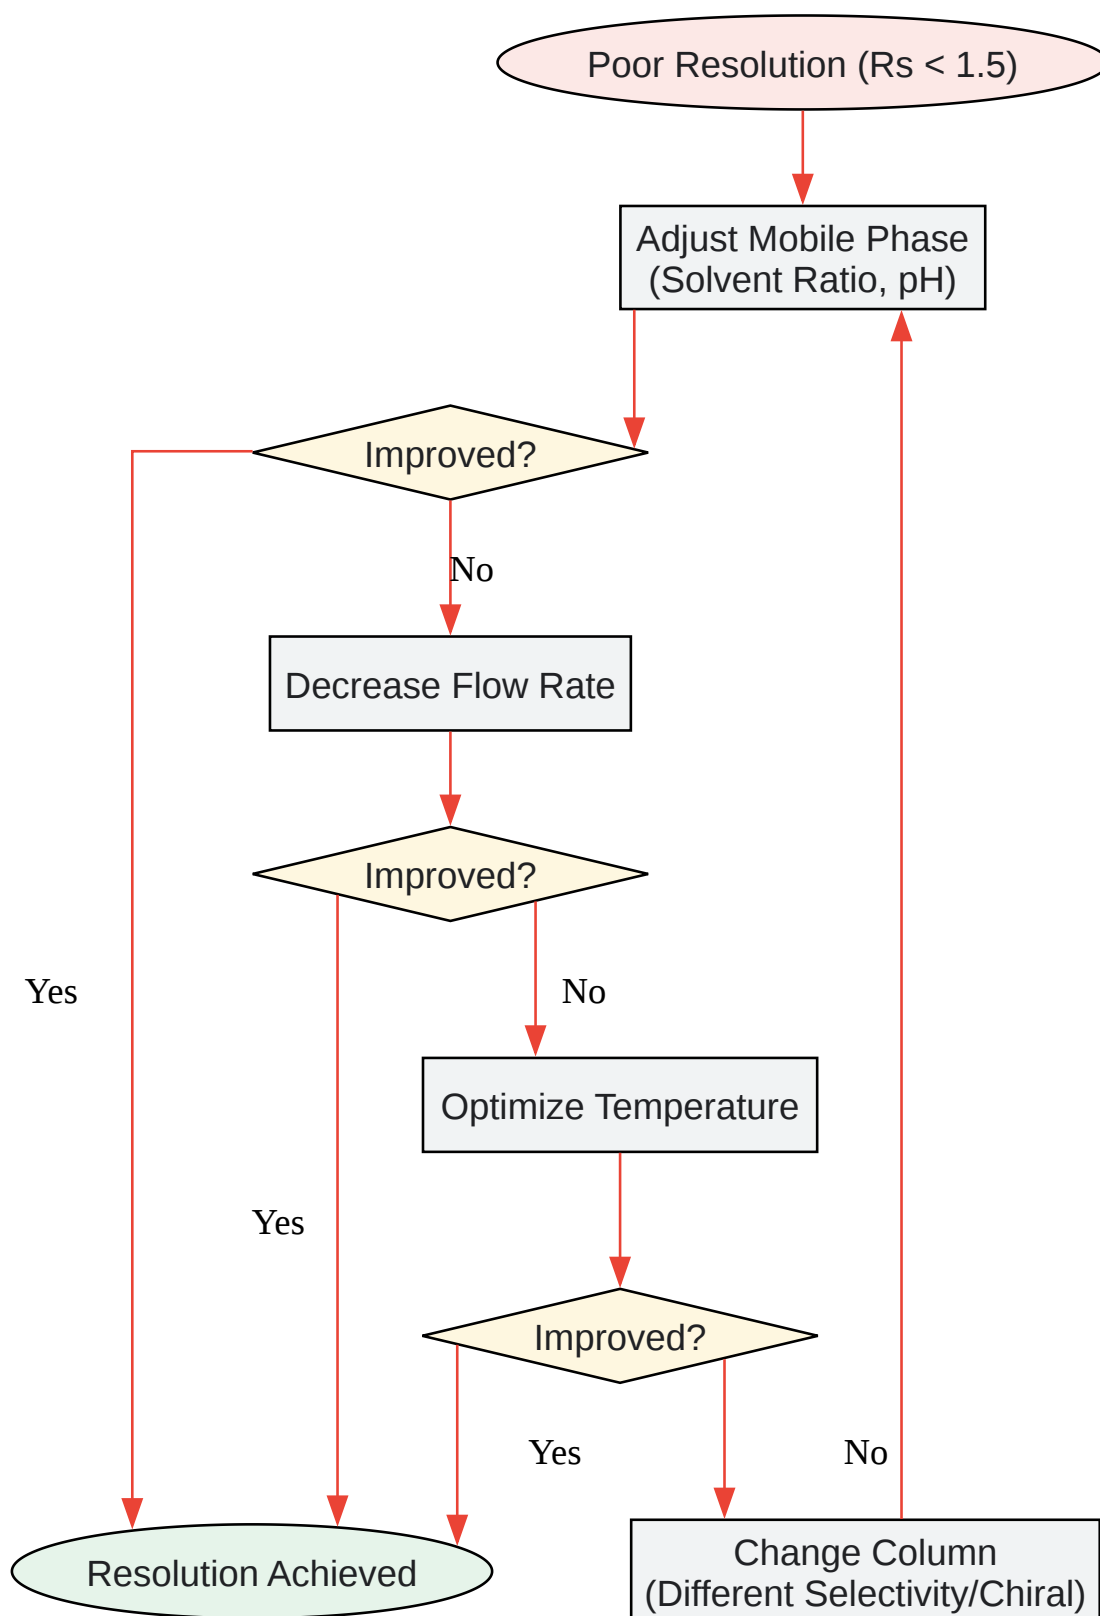 Poor Resolution (Rs < 1.5)
Adjust Mobile Phase
(Solvent Ratio, pH)
Improved?
No
Decrease Flow Rate
Improved?
Yes
No
Optimize Temperature
Yes
Improved?
Yes
No
Resolution Achieved
Change Column
(Different Selectivity/Chiral)